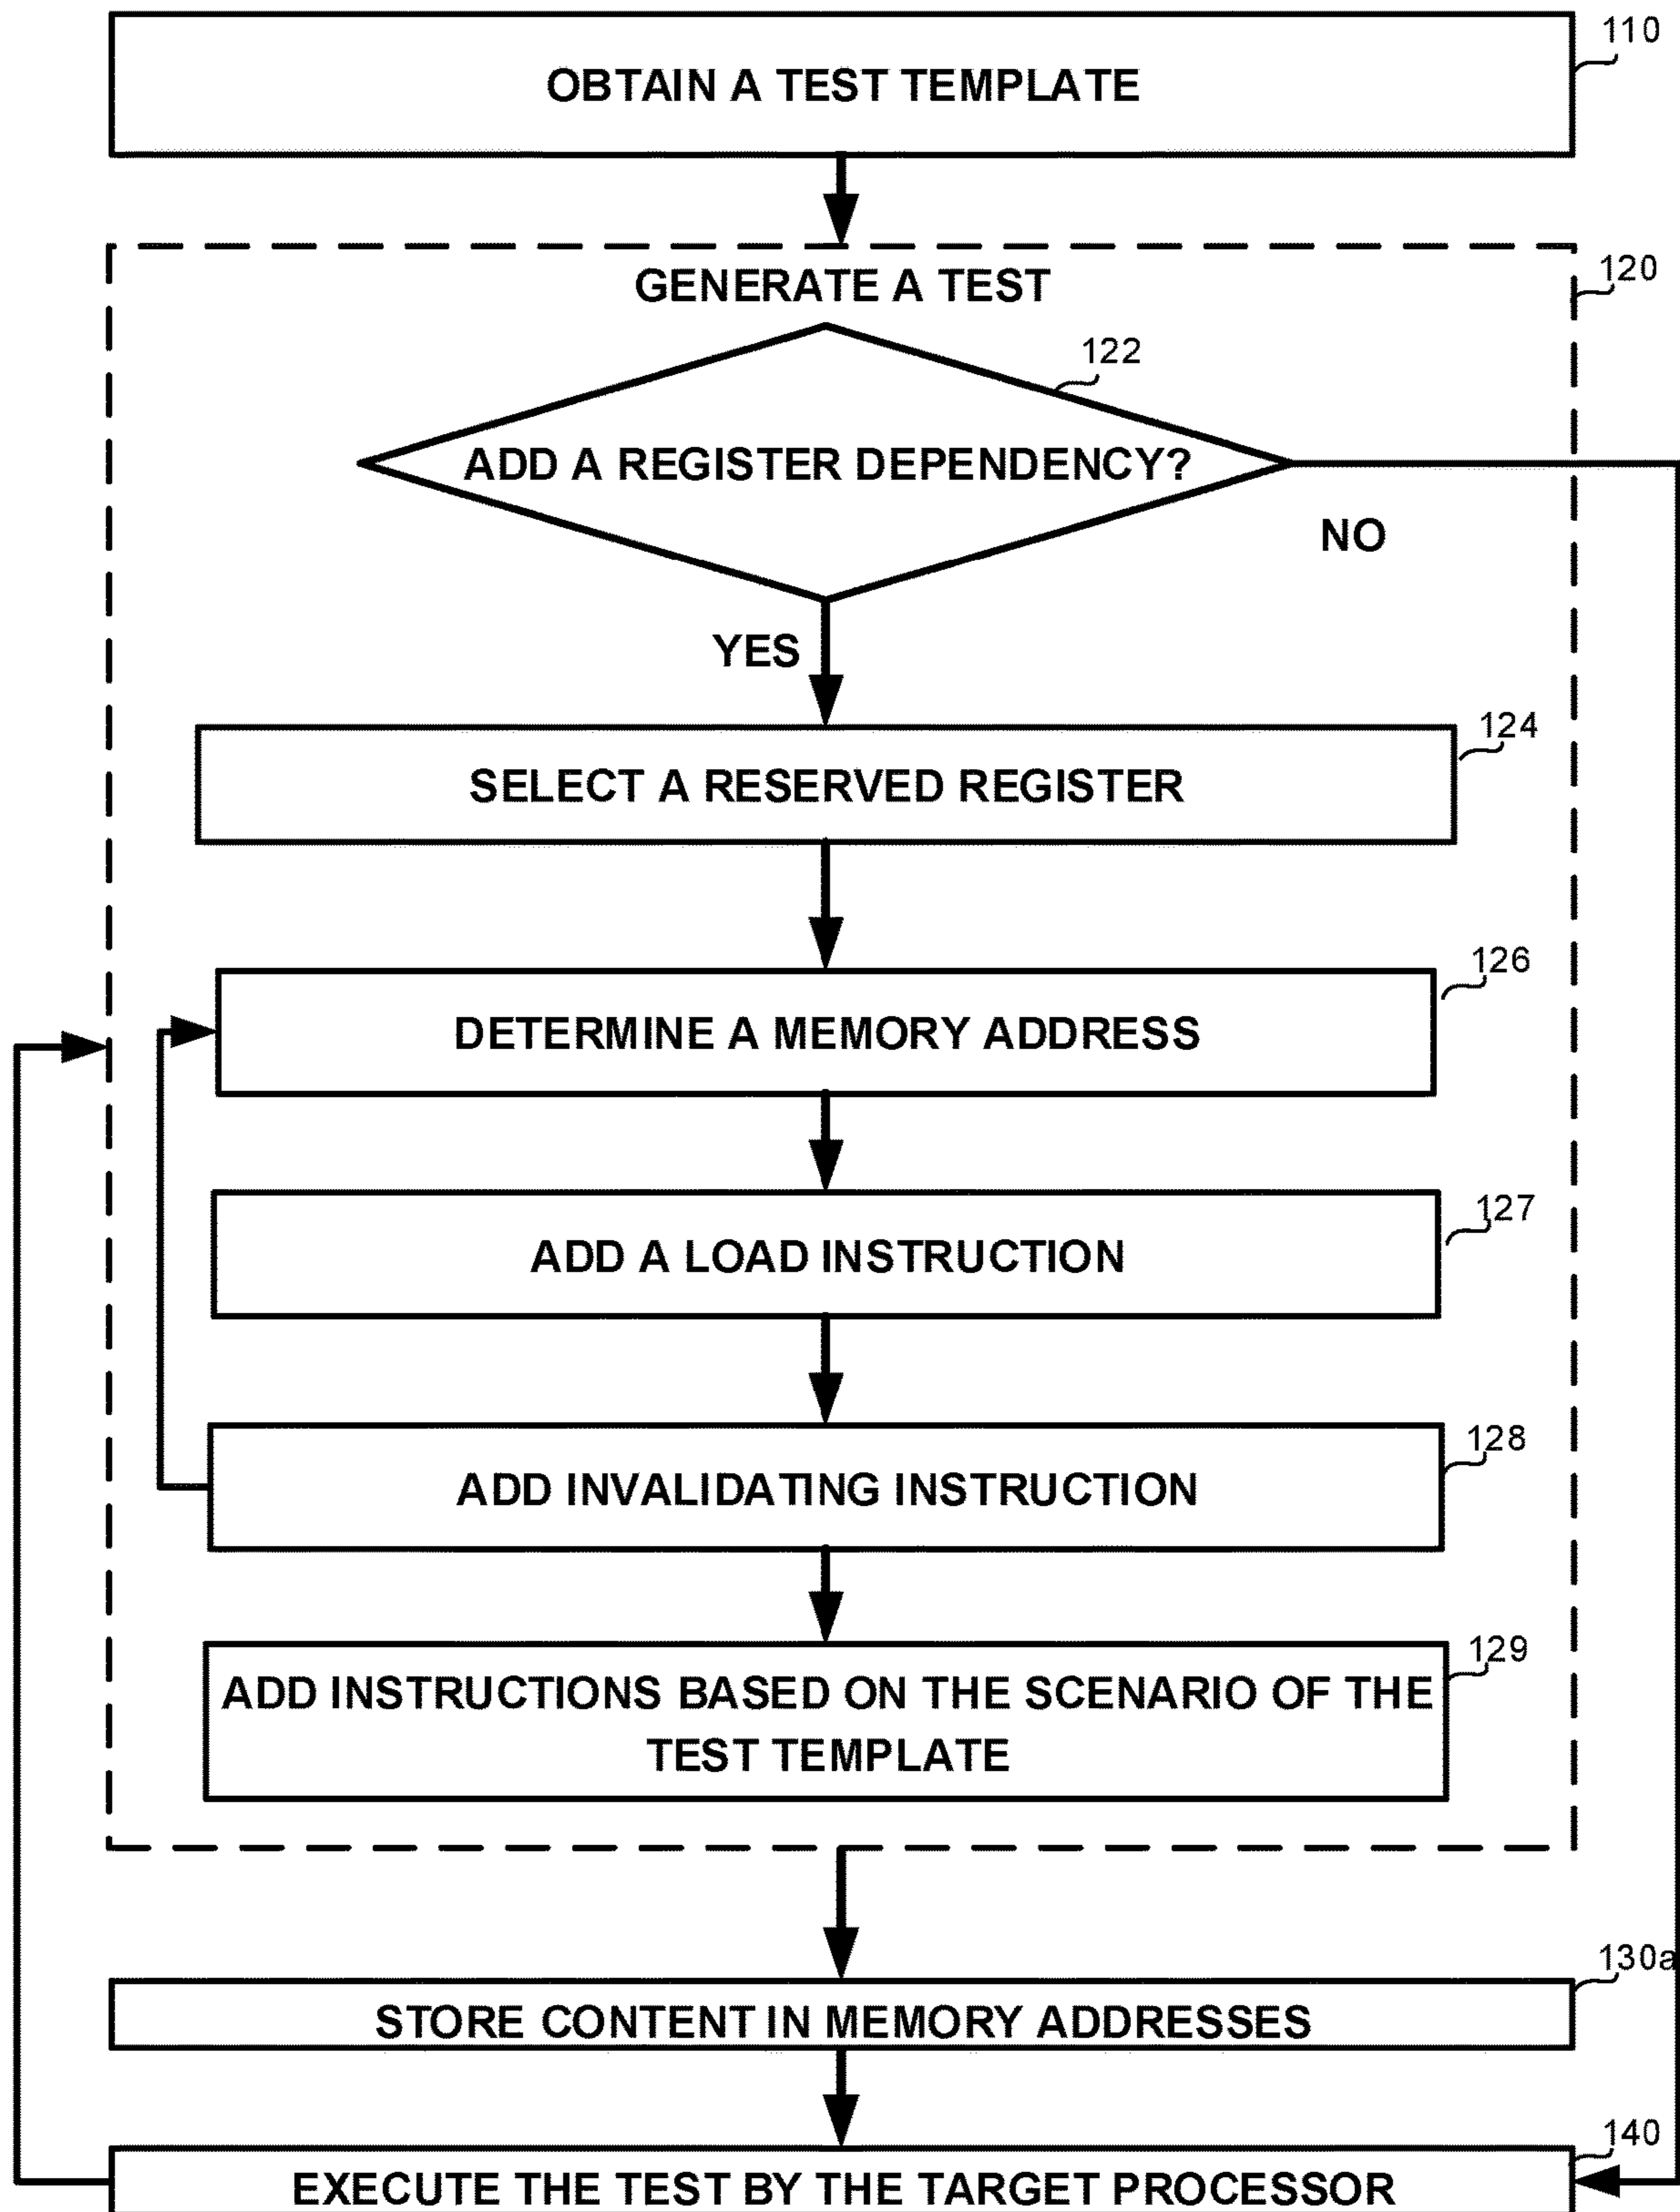 110
OBTAIN A TEST TEMPLATE
120
GENERATE A TEST
122
ADD A REGISTER DEPENDENCY?
NO
YES
124
SELECT A RESERVED REGISTER
126
DETERMINE A MEMORY ADDRESS
127
ADD A LOAD INSTRUCTION
128
ADD INVALIDATING INSTRUCTION
129
ADD INSTRUCTIONS BASED ON THE SCENARIO OF THE
TEST TEMPLATE
130a
STORE CONTENT IN MEMORY ADDRESSES
140
EXECUTE THE TEST BY THE TARGET PROCESSOR